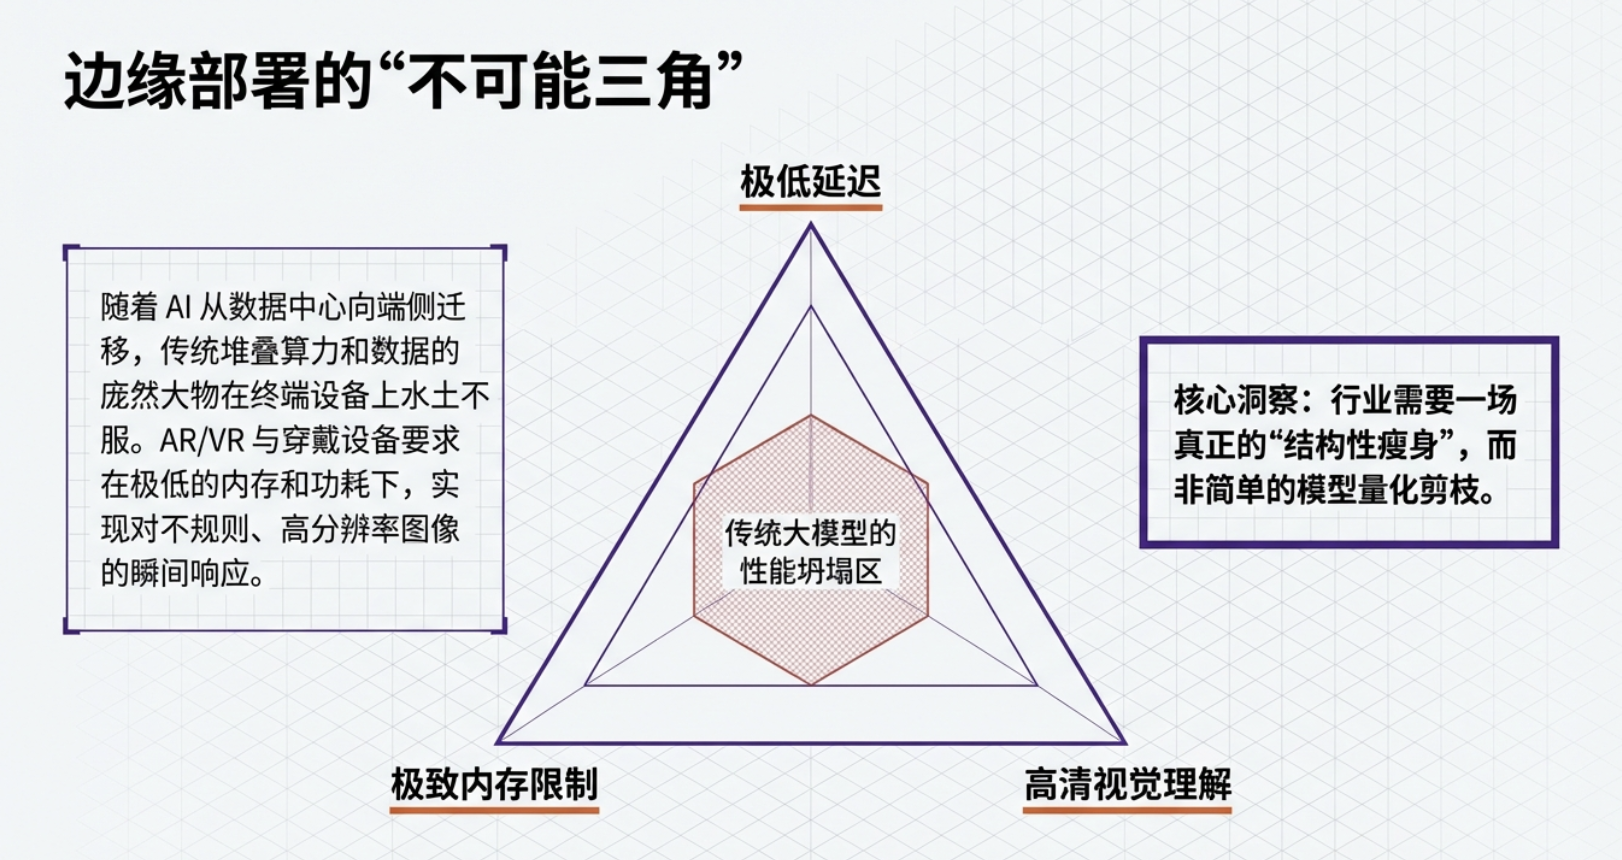 边缘部署的“不可能三角”
极低延迟
随着 AI 从数据中心向端侧迁
移，传统堆叠算力和数据的
庞然大物在终端设备上水土不
服。AR/VR 与穿戴设备要求
在极低的内存和功耗下，实
现对不规则、高分辨率图像
的瞬间响应。
传统大模型的
性能坍塌区
核心洞察：行业需要一场
真正的“结构性瘦身”，而
非简单的模型量化剪枝。
极致内存限制
高清视觉理解